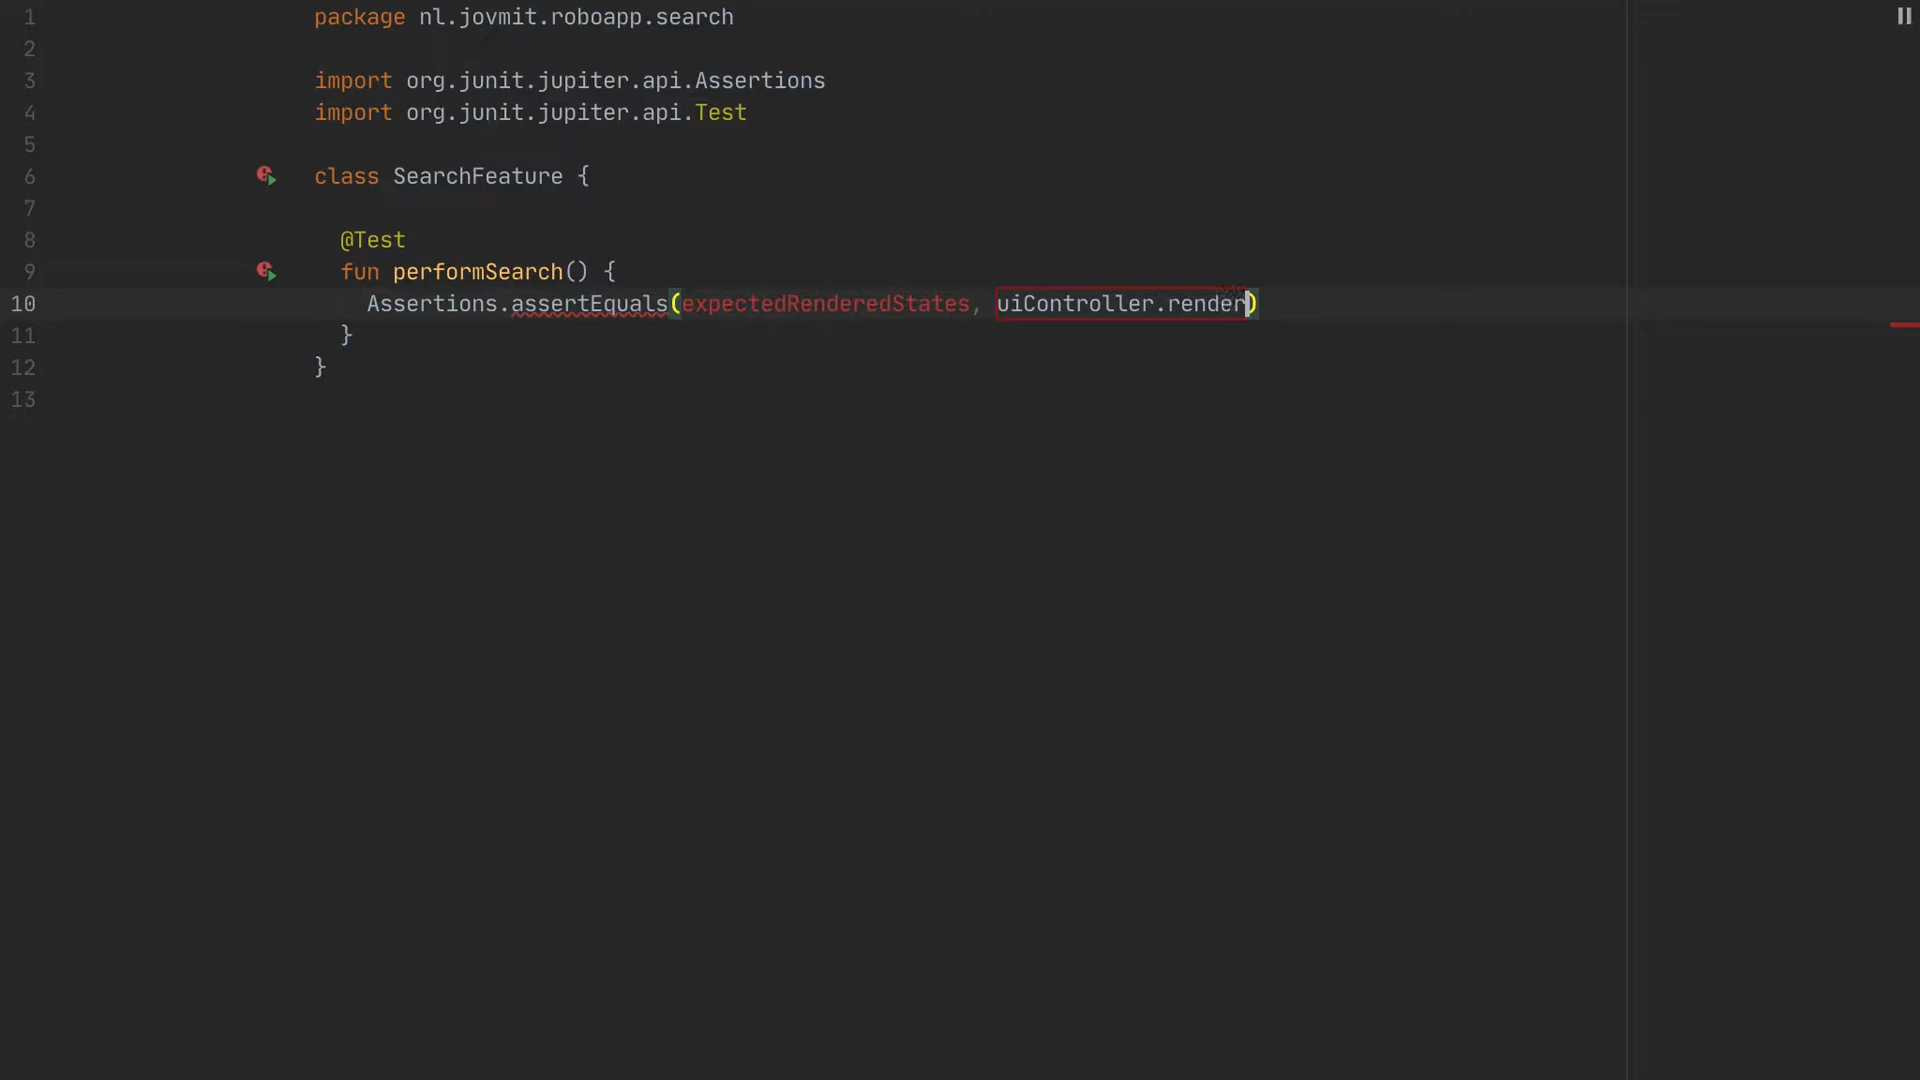 1 package nl.jovmit.roboapp.search
2
3 import org.junit.jupiter.api.Assertions
4 import org.junit.jupiter.api.Test
5
6 class SearchFeature {
7
8 @Test
9 fun performSearch() {
10 Assertions.assertEquals(expectedRenderedStates, uiController.render)
11 }
12 }
13